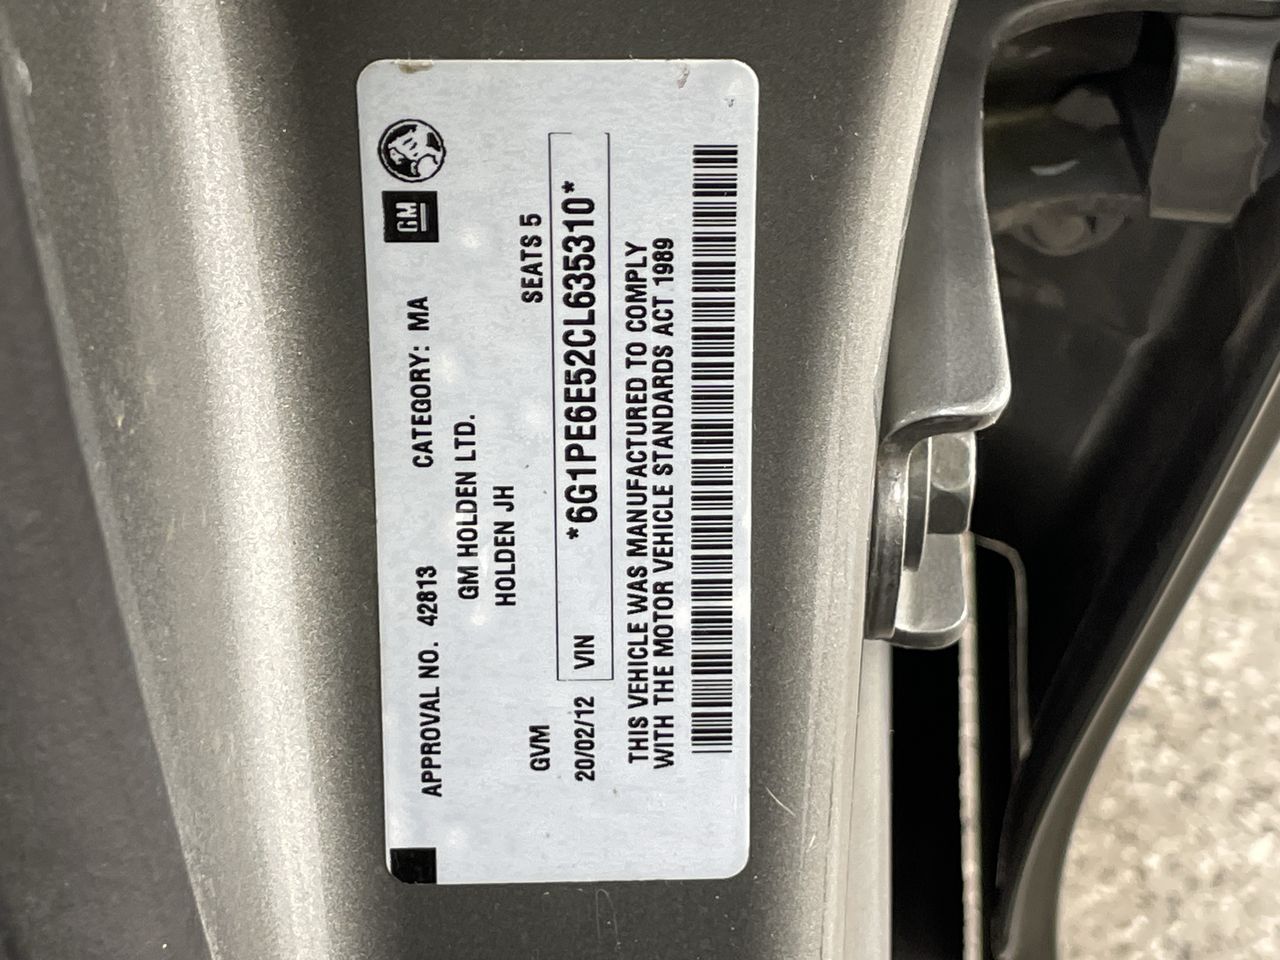 GM
APPROVAL NO. 42813 CATEGORY: MA
GM HOLDEN LTD.
HOLDEN JH
GVM SEATS 5
20/02/12 VIN *6G1PE6E52CL635310*
THIS VEHICLE WAS MANUFACTURED TO COMPLY
WITH THE MOTOR VEHICLE STANDARDS ACT 1989